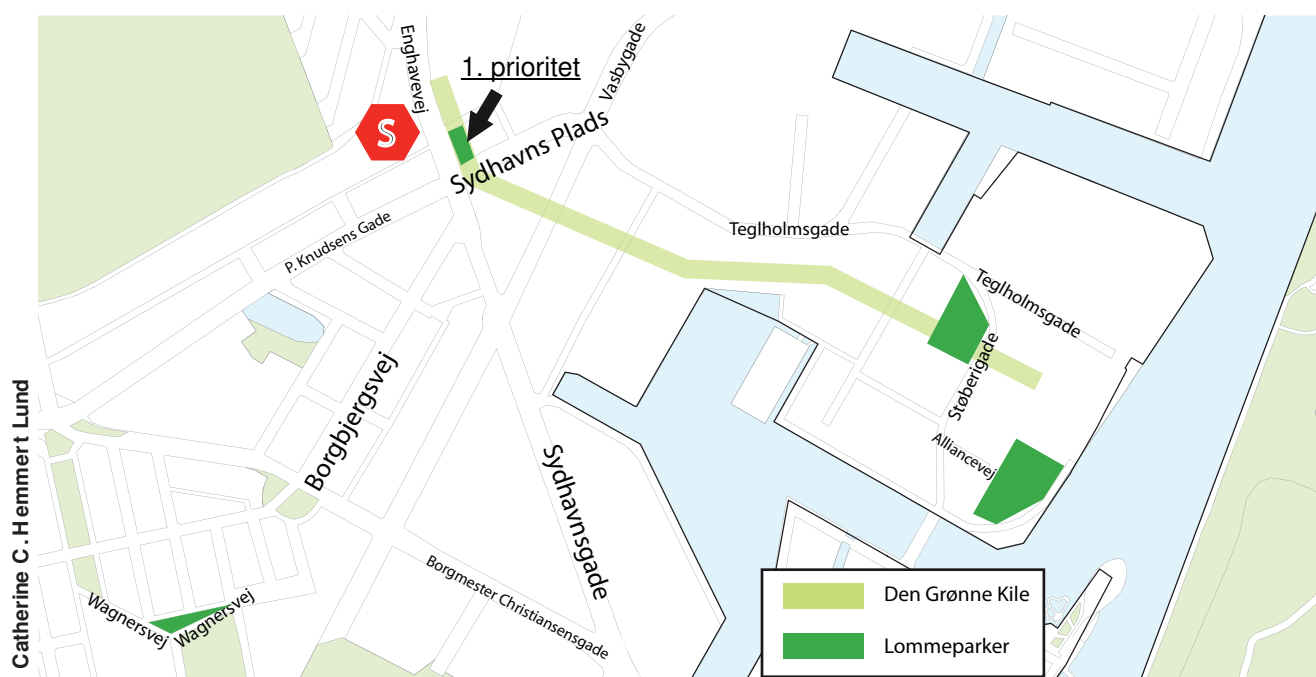 Enghavevej
1. prioritet
Vasbygade
S
Sydhavns Plads
P. Knudsens Gade
Teglholmsgade
Teglholmsgade
Støberigade
Borgbjergsvej
Alliancevej
Sydhavnsgade
Borgmester Christiansensgade
Wagnersvej
Wagnersvej
Den Grønne Kile
Lommeparker
Catherine C. Hemmert Lund